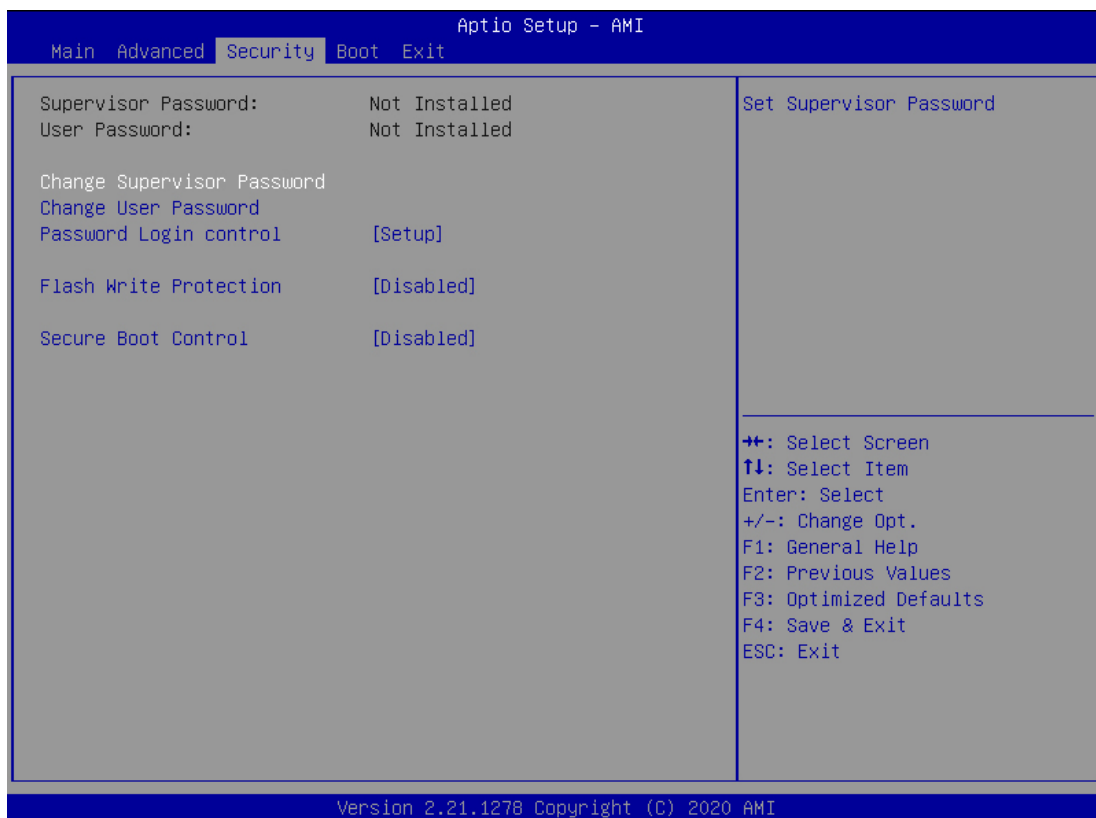 Aptio Setup – AMI
Main Advanced Security Boot Exit
Supervisor Password: Not Installed
User Password: Not Installed
Change Supervisor Password
Change User Password
Password Login control [Setup]
Flash Write Protection [Disabled]
Secure Boot Control [Disabled]
Set Supervisor Password
→←: Select Screen
↑↓: Select Item
Enter: Select
+/-: Change Opt.
F1: General Help
F2: Previous Values
F3: Optimized Defaults
F4: Save & Exit
ESC: Exit
Version 2.21.1278 Copyright (C) 2020 AMI